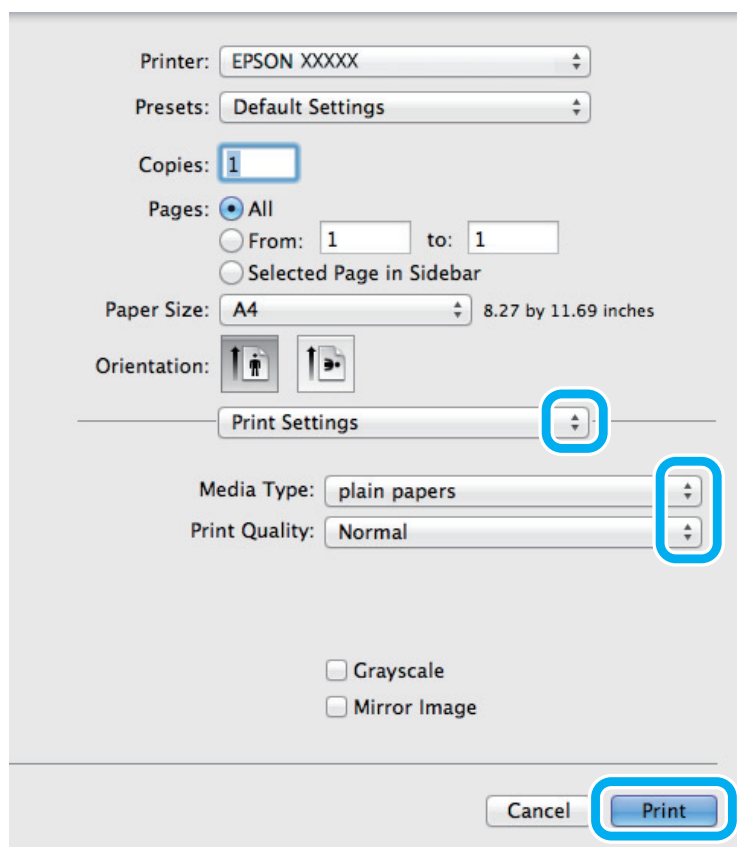 Printer: EPSON XXXXX
Presets: Default Settings
Copies: 1
Pages: All
From: 1 to: 1
Selected Page in Sidebar
Paper Size: A4 8.27 by 11.69 inches
Orientation:
Print Settings
Media Type: plain papers
Print Quality: Normal
Grayscale
Mirror Image
Cancel Print